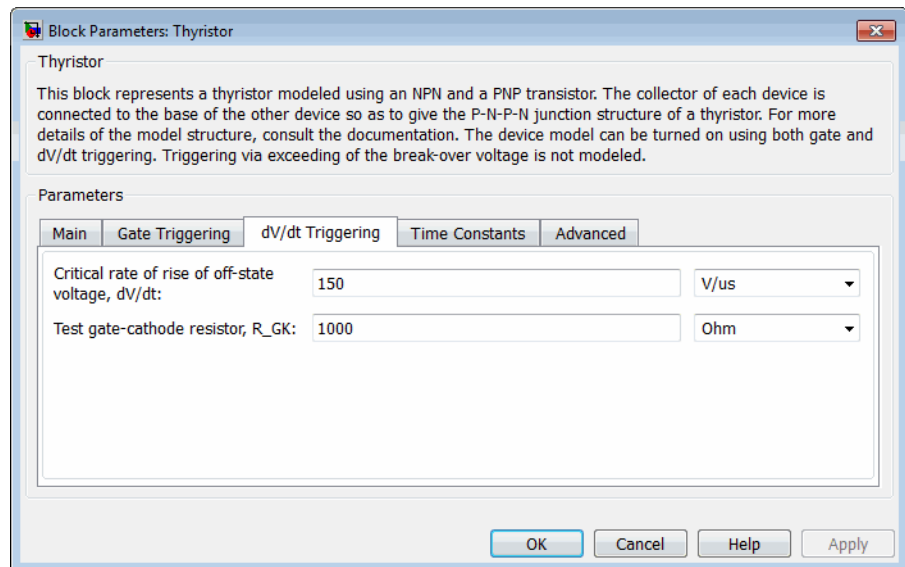 Block Parameters: Thyristor
Thyristor
This block represents a thyristor modeled using an NPN and a PNP transistor. The collector of each device is
connected to the base of the other device so as to give the P-N-P-N junction structure of a thyristor. For more
details of the model structure, consult the documentation. The device model can be turned on using both gate and
dV/dt triggering. Triggering via exceeding of the break-over voltage is not modeled.
Parameters
Main Gate Triggering dV/dt Triggering Time Constants Advanced
Critical rate of rise of off-state
voltage, dV/dt: 150 V/us
Test gate-cathode resistor, R_GK: 1000 Ohm
OK Cancel Help Apply